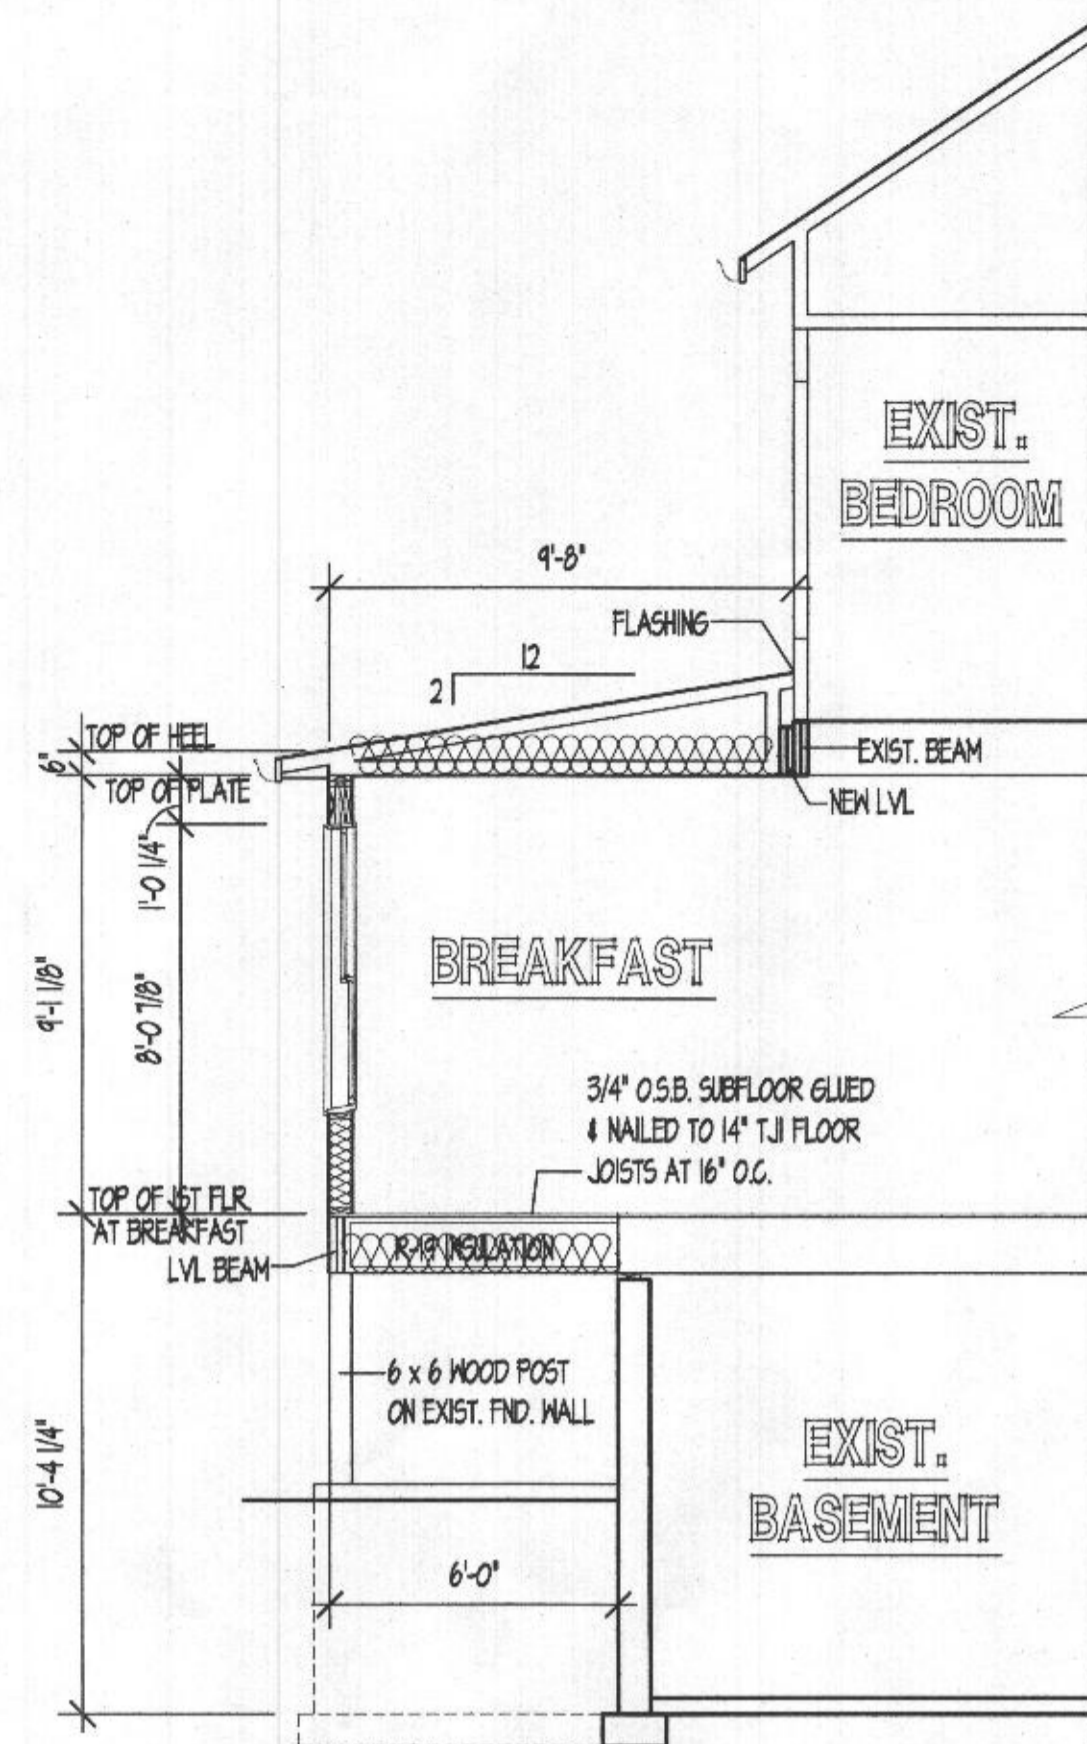 EXIST.
BEDROOM
9'-8"
FLASHING
12
2
TOP OF HEEL
6"
EXIST. BEAM
TOP OF PLATE
NEW LVL
1'-0 1/4"
BREAKFAST
9'-1 1/8"
8'-0 7/8"
3/4" O.S.B. SUBFLOOR GLUED
& NAILED TO 14" TJI FLOOR
JOISTS AT 16" O.C.
TOP OF 1ST FLR.
AT BREAKFAST
R-19 INSULATION
LVL BEAM
6 x 6 WOOD POST
ON EXIST. FND. WALL
10'-4 1/4"
EXIST.
BASEMENT
6'-0"